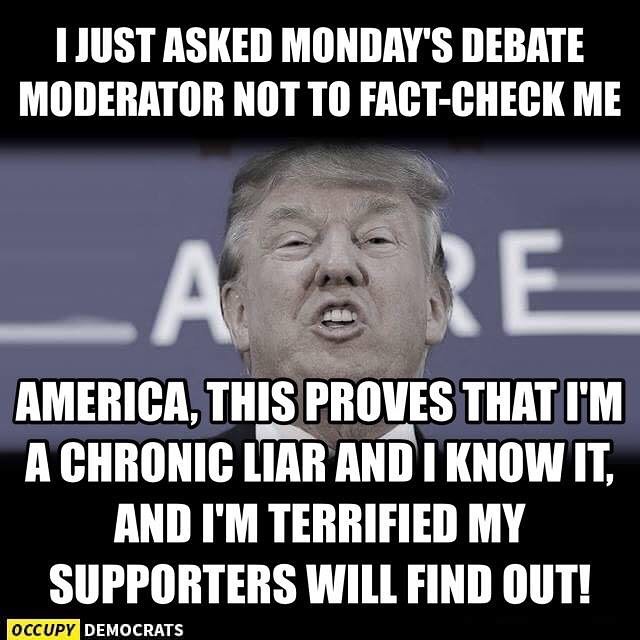 I JUST ASKED MONDAY'S DEBATE
MODERATOR NOT TO FACT-CHECK ME
A RE
AMERICA, THIS PROVES THAT I'M
A CHRONIC LIAR AND I KNOW IT,
AND I'M TERRIFIED MY
SUPPORTERS WILL FIND OUT!
OCCUPY DEMOCRATS